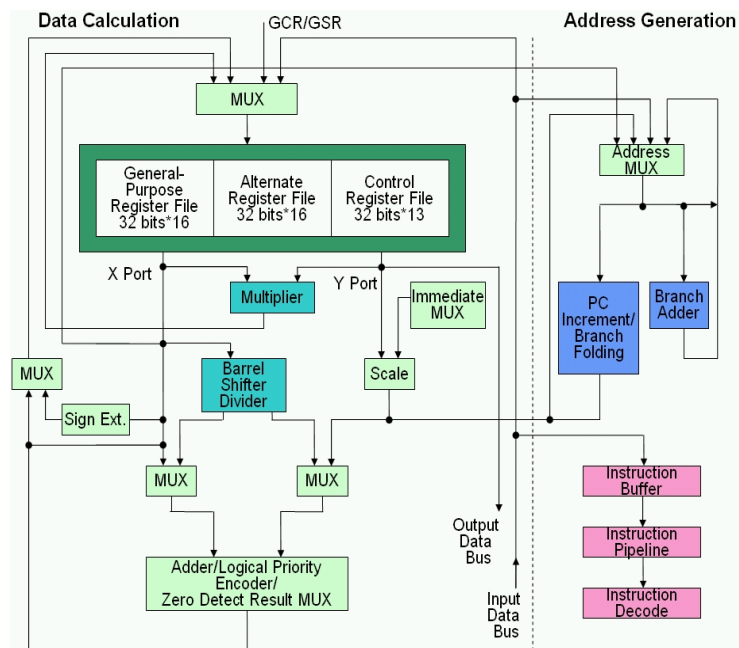 Data Calculation
GCR/GSR
Address Generation
MUX
Address
MUX
General-
Purpose
Register File
32 bits*16
Alternate
Register File
32 bits*16
Control
Register File
32 bits*13
X Port
Y Port
Multiplier
Immediate
MUX
PC
Increment/
Branch
Folding
Branch
Adder
MUX
Barrel
Shifter
Divider
Scale
Sign Ext.
MUX
MUX
Instruction
Buffer
Output
Data
Bus
Instruction
Pipeline
Adder/Logical Priority
Encoder/
Zero Detect Result MUX
Input
Data
Bus
Instruction
Decode